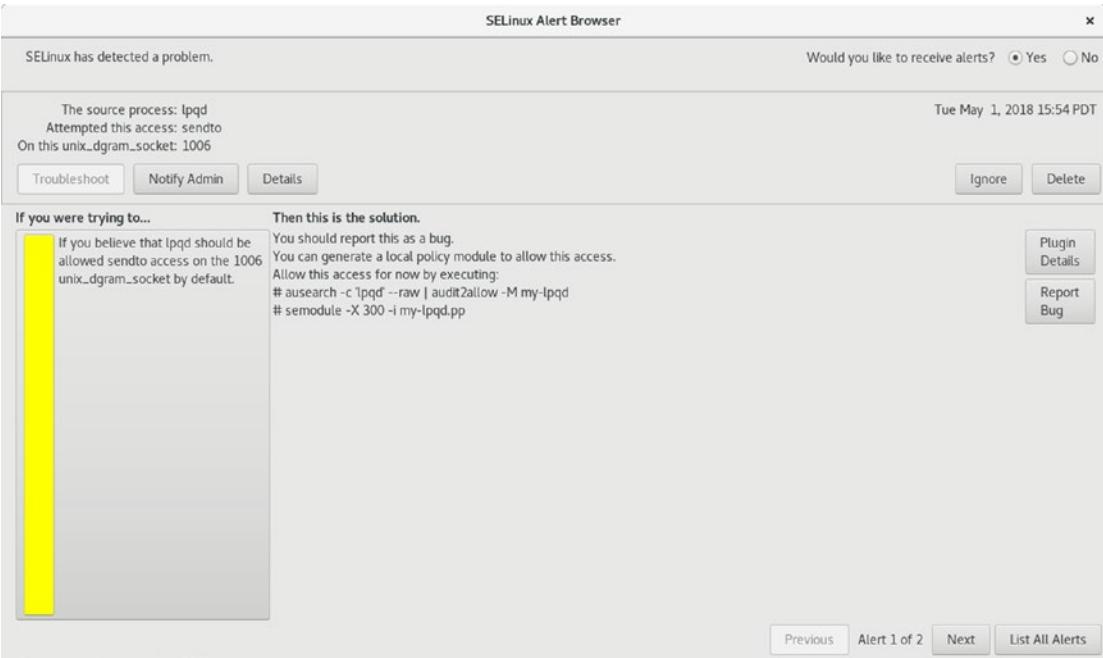 SELinux Alert Browser
×
SELinux has detected a problem.
Would you like to receive alerts? Yes No
The source process: lpqd
Tue May 1, 2018 15:54 PDT
Attempted this access: sendto
On this unix_dgram_socket: 1006
Troubleshoot Notify Admin Details Ignore Delete
If you were trying to...
If you believe that lpqd should be
allowed sendto access on the 1006
unix_dgram_socket by default.
Then this is the solution.
You should report this as a bug.
You can generate a local policy module to allow this access.
Allow this access for now by executing:
# ausearch -c 'lpqd' --raw | audit2allow -M my-lpqd
# semodule -X 300 -i my-lpqd.pp
Plugin
Details
Report
Bug
Previous Alert 1 of 2 Next List All Alerts